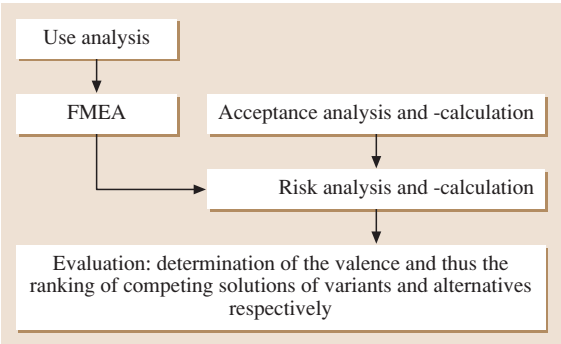 Use analysis
FMEA
Acceptance analysis and -calculation
Risk analysis and -calculation
Evaluation: determination of the valence and thus the
ranking of competing solutions of variants and alternatives
respectively